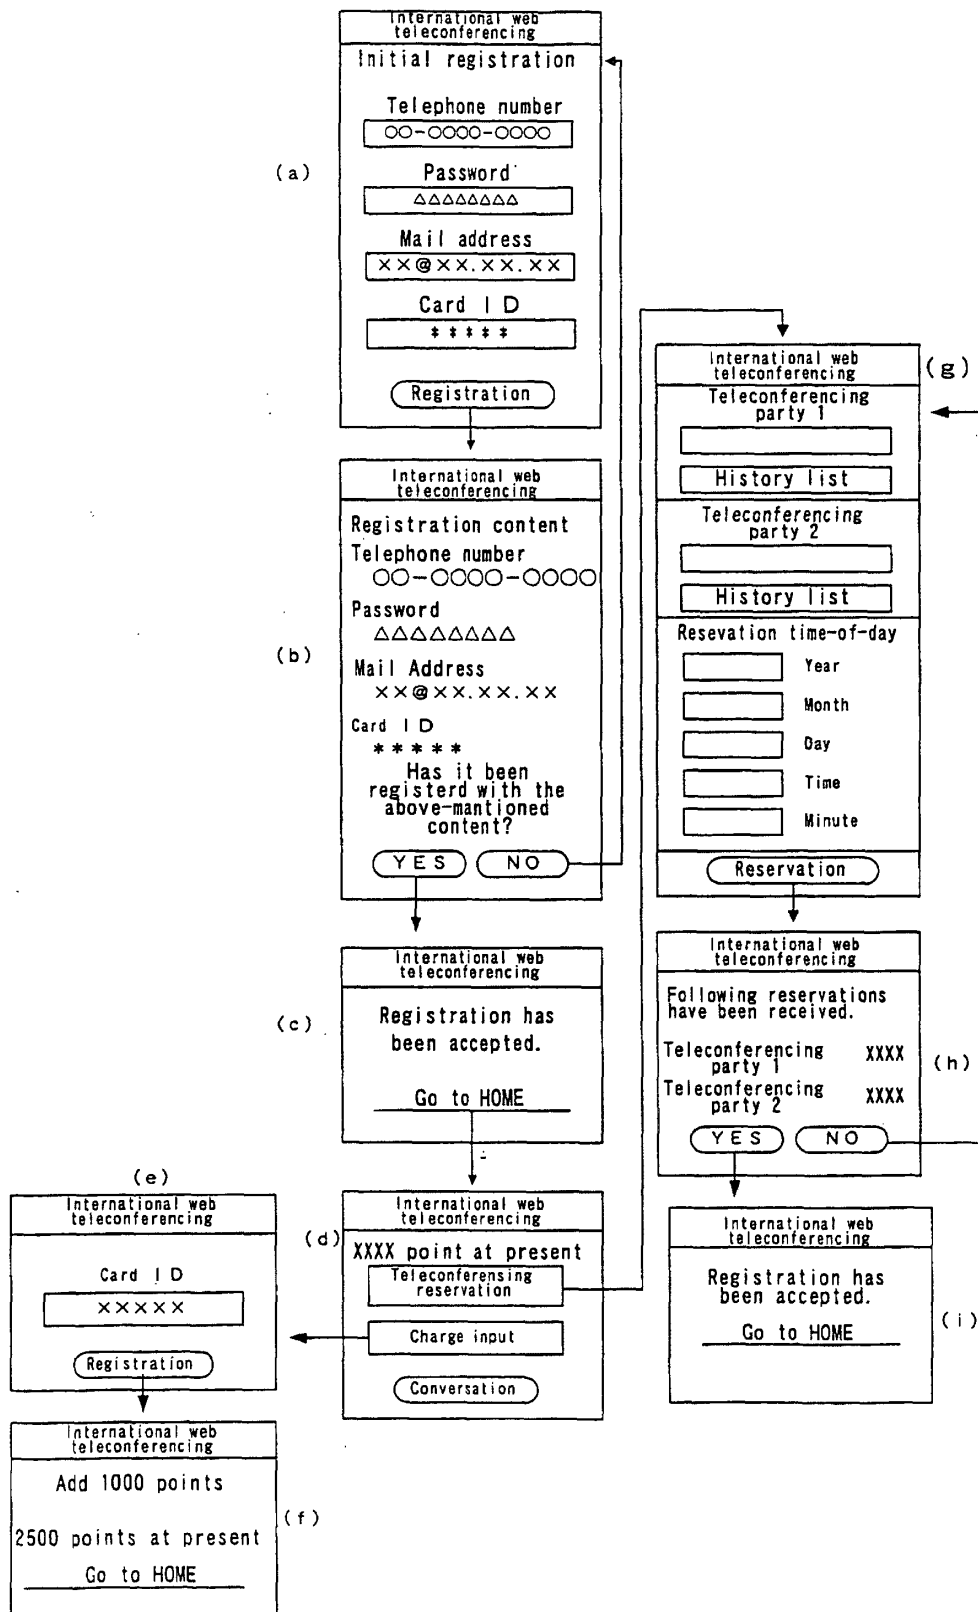 International web
teleconferencing
Initial registration
Telephone number
○○-○○○○-○○○○
Password
△△△△△△△△
Mail address
××@××.××.××
Card ID
*****
Registration
(a)
International web
teleconferencing
Registration content
Telephone number
○○-○○○○-○○○○
Password
△△△△△△△△
Mail Address
××@××.××.××
Card ID
*****
Has it been
registerd with the
above-mantioned
content?
YES
NO
(b)
International web
teleconferencing
Registration has
been accepted.
Go to HOME
(c)
International web
teleconferencing
XXXX point at present
Teleconferensing
reservation
Charge input
Conversation
(d)
(e)
International web
teleconferencing
Card ID
×××××
Registration
International web
teleconferencing
Add 1000 points
2500 points at present
Go to HOME
(f)
International web
teleconferencing
(g)
Teleconferencing
party 1
History list
Teleconferencing
party 2
History list
Resevation time-of-day
Year
Month
Day
Time
Minute
Reservation
International web
teleconferencing
Following reservations
have been received.
Teleconferencing
party 1 XXXX
Teleconferencing
party 2 XXXX
YES
NO
(h)
International web
teleconferencing
Registration has
been accepted.
Go to HOME
(i)